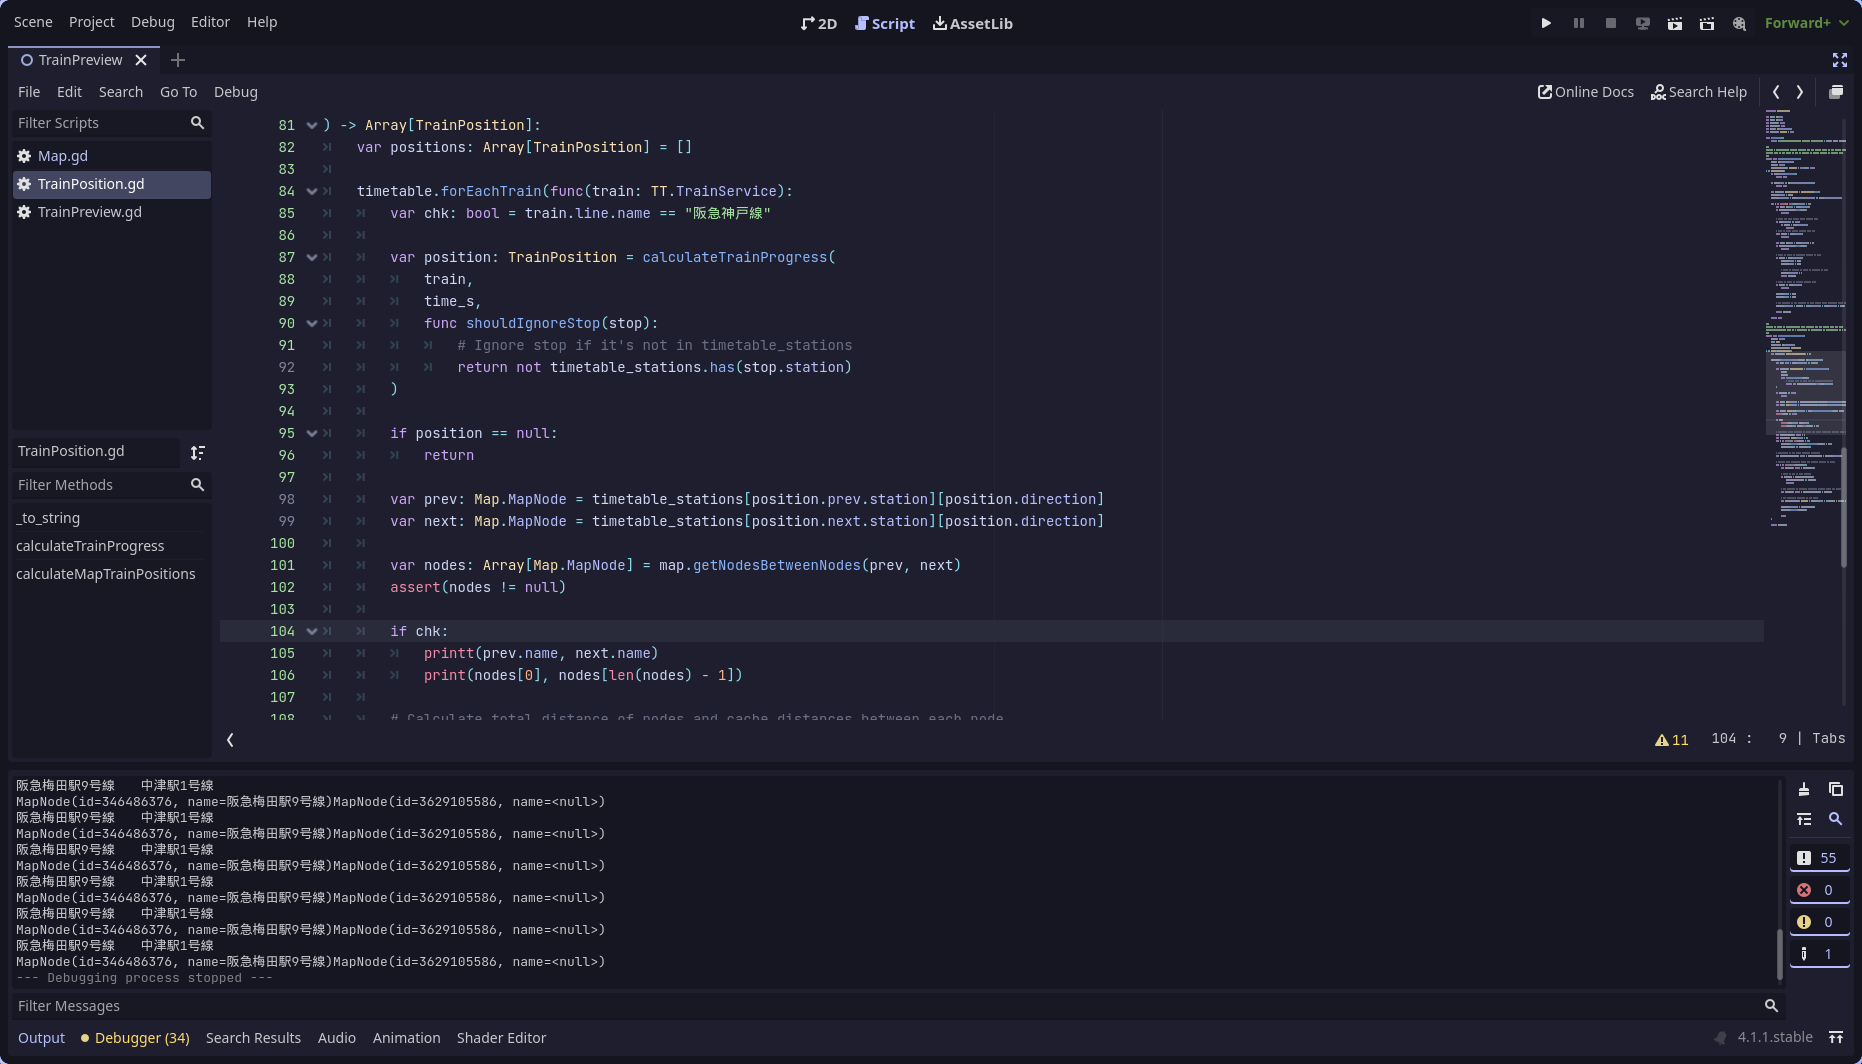 Scene Project Debug Editor Help
2D Script AssetLib
Forward+
TrainPreview
File Edit Search Go To Debug
Online Docs Search Help
Filter Scripts
Map.gd
TrainPosition.gd
TrainPreview.gd
TrainPosition.gd
Filter Methods
_to_string
calculateTrainProgress
calculateMapTrainPositions
81 ) -> Array[TrainPosition]:
82 var positions: Array[TrainPosition] = []
83
84 timetable.forEachTrain(func(train: TT.TrainService):
85 var chk: bool = train.line.name == "阪急神戸線"
86
87 var position: TrainPosition = calculateTrainProgress(
88 train,
89 time_s,
90 func shouldIgnoreStop(stop):
91 # Ignore stop if it's not in timetable_stations
92 return not timetable_stations.has(stop.station)
93 )
94
95 if position == null:
96 return
97
98 var prev: Map.MapNode = timetable_stations[position.prev.station][position.direction]
99 var next: Map.MapNode = timetable_stations[position.next.station][position.direction]
100
101 var nodes: Array[Map.MapNode] = map.getNodesBetweenNodes(prev, next)
102 assert(nodes != null)
103
104 if chk:
105 printt(prev.name, next.name)
106 print(nodes[0], nodes[len(nodes) - 1])
107
108 # Calculate total distance of nodes and cache distances between each node
11 104 : 9 | Tabs
阪急梅田駅9号線 中津駅1号線
MapNode(id=346486376, name=阪急梅田駅9号線)MapNode(id=3629105586, name=<null>)
阪急梅田駅9号線 中津駅1号線
MapNode(id=346486376, name=阪急梅田駅9号線)MapNode(id=3629105586, name=<null>)
阪急梅田駅9号線 中津駅1号線
MapNode(id=346486376, name=阪急梅田駅9号線)MapNode(id=3629105586, name=<null>)
阪急梅田駅9号線 中津駅1号線
MapNode(id=346486376, name=阪急梅田駅9号線)MapNode(id=3629105586, name=<null>)
阪急梅田駅9号線 中津駅1号線
MapNode(id=346486376, name=阪急梅田駅9号線)MapNode(id=3629105586, name=<null>)
阪急梅田駅9号線 中津駅1号線
MapNode(id=346486376, name=阪急梅田駅9号線)MapNode(id=3629105586, name=<null>)
--- Debugging process stopped ---
55
0
0
1
Filter Messages
Output Debugger (34) Search Results Audio Animation Shader Editor
4.1.1.stable